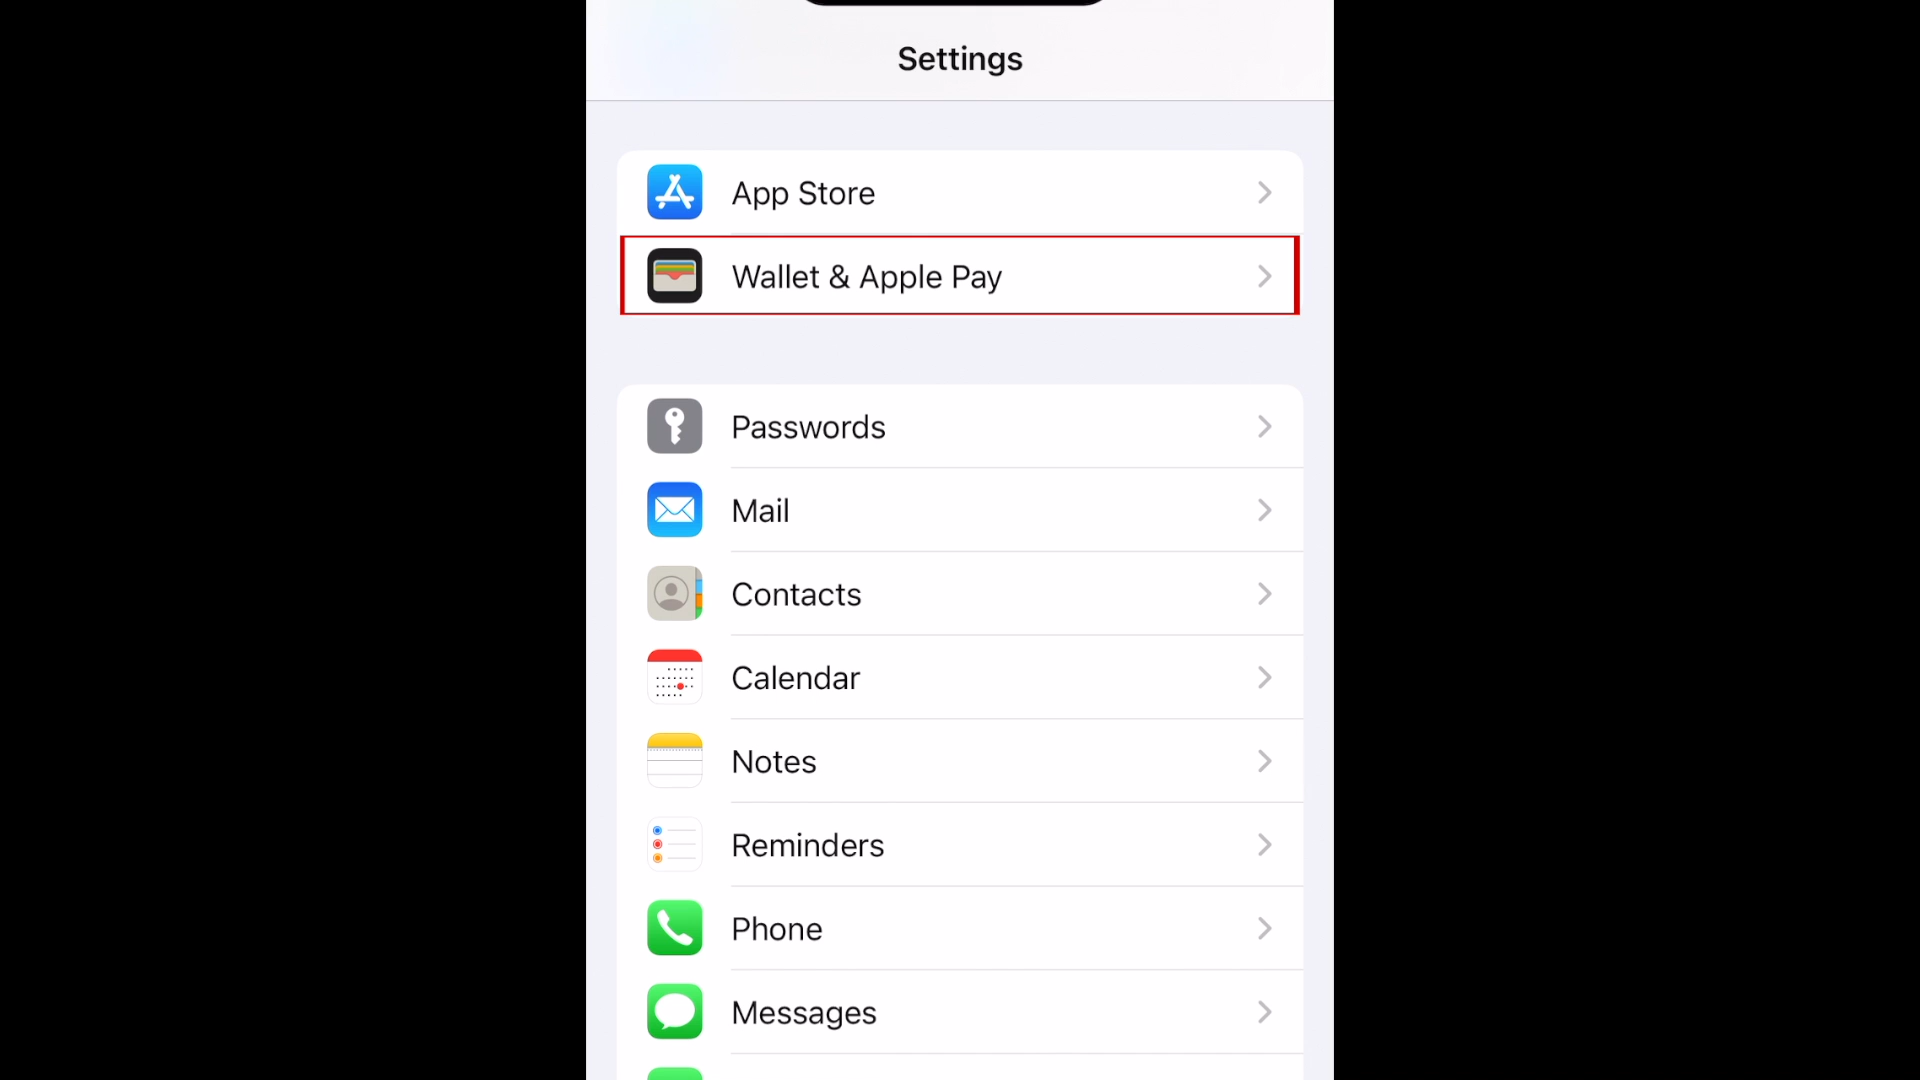 Settings
App Store
Wallet & Apple Pay
Passwords
Mail
Contacts
Calendar
Notes
Reminders
Phone
Messages